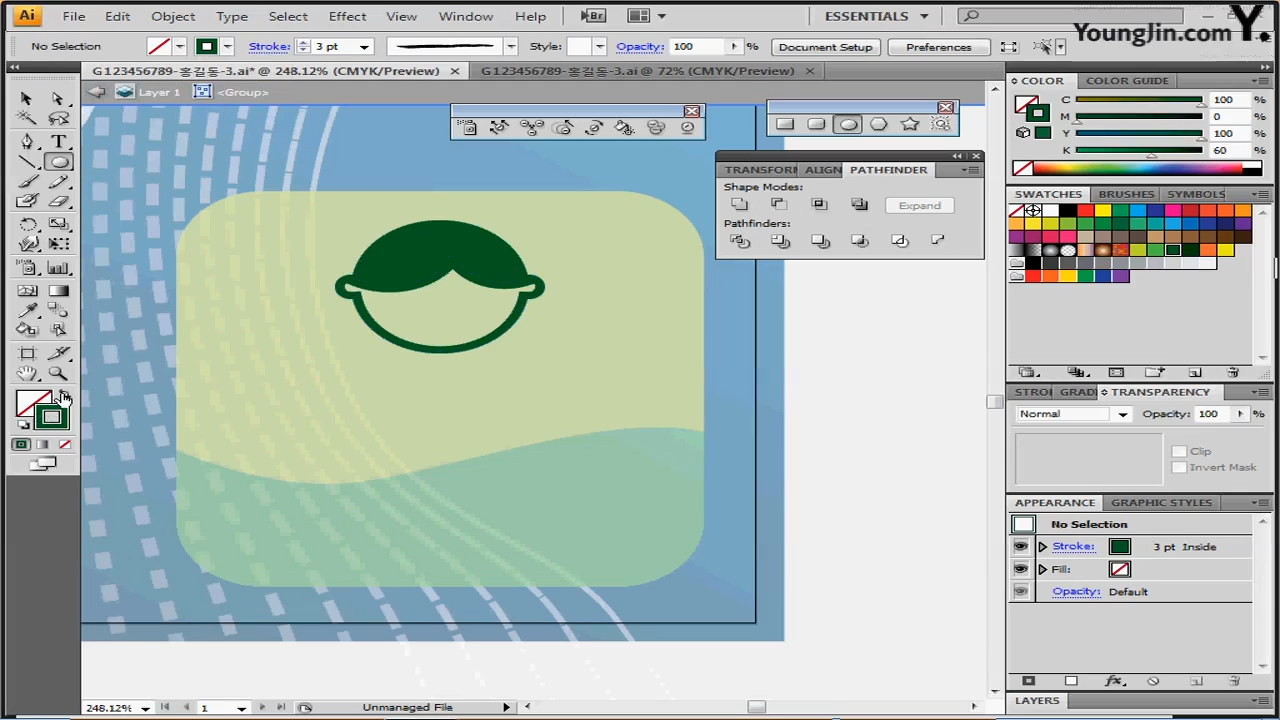 Ai File Edit Object Type Select Effect View Window Help Br ESSENTIALS
Y.
YoungJin.com
No Selection Stroke: 3 pt Style: Opacity: 100 % Document Setup Preferences
G123456789-홍길동-3.ai* @ 248.12% (CMYK/Preview) G123456789-홍길동-3.ai @ 72% (CMYK/Preview)
Layer 1 <Group>
TRANSFORM ALIGN PATHFINDER
Shape Modes:
Expand
Pathfinders:
COLOR COLOR GUIDE
C 100 %
M 0 %
Y 100 %
K 60 %
SWATCHES BRUSHES SYMBOLS
STRO GRADI TRANSPARENCY
Normal Opacity: 100 %
Clip
Invert Mask
APPEARANCE GRAPHIC STYLES
No Selection
Stroke: 3 pt Inside
Fill:
Opacity: Default
fx
LAYERS
248.12% 1 Unmanaged File